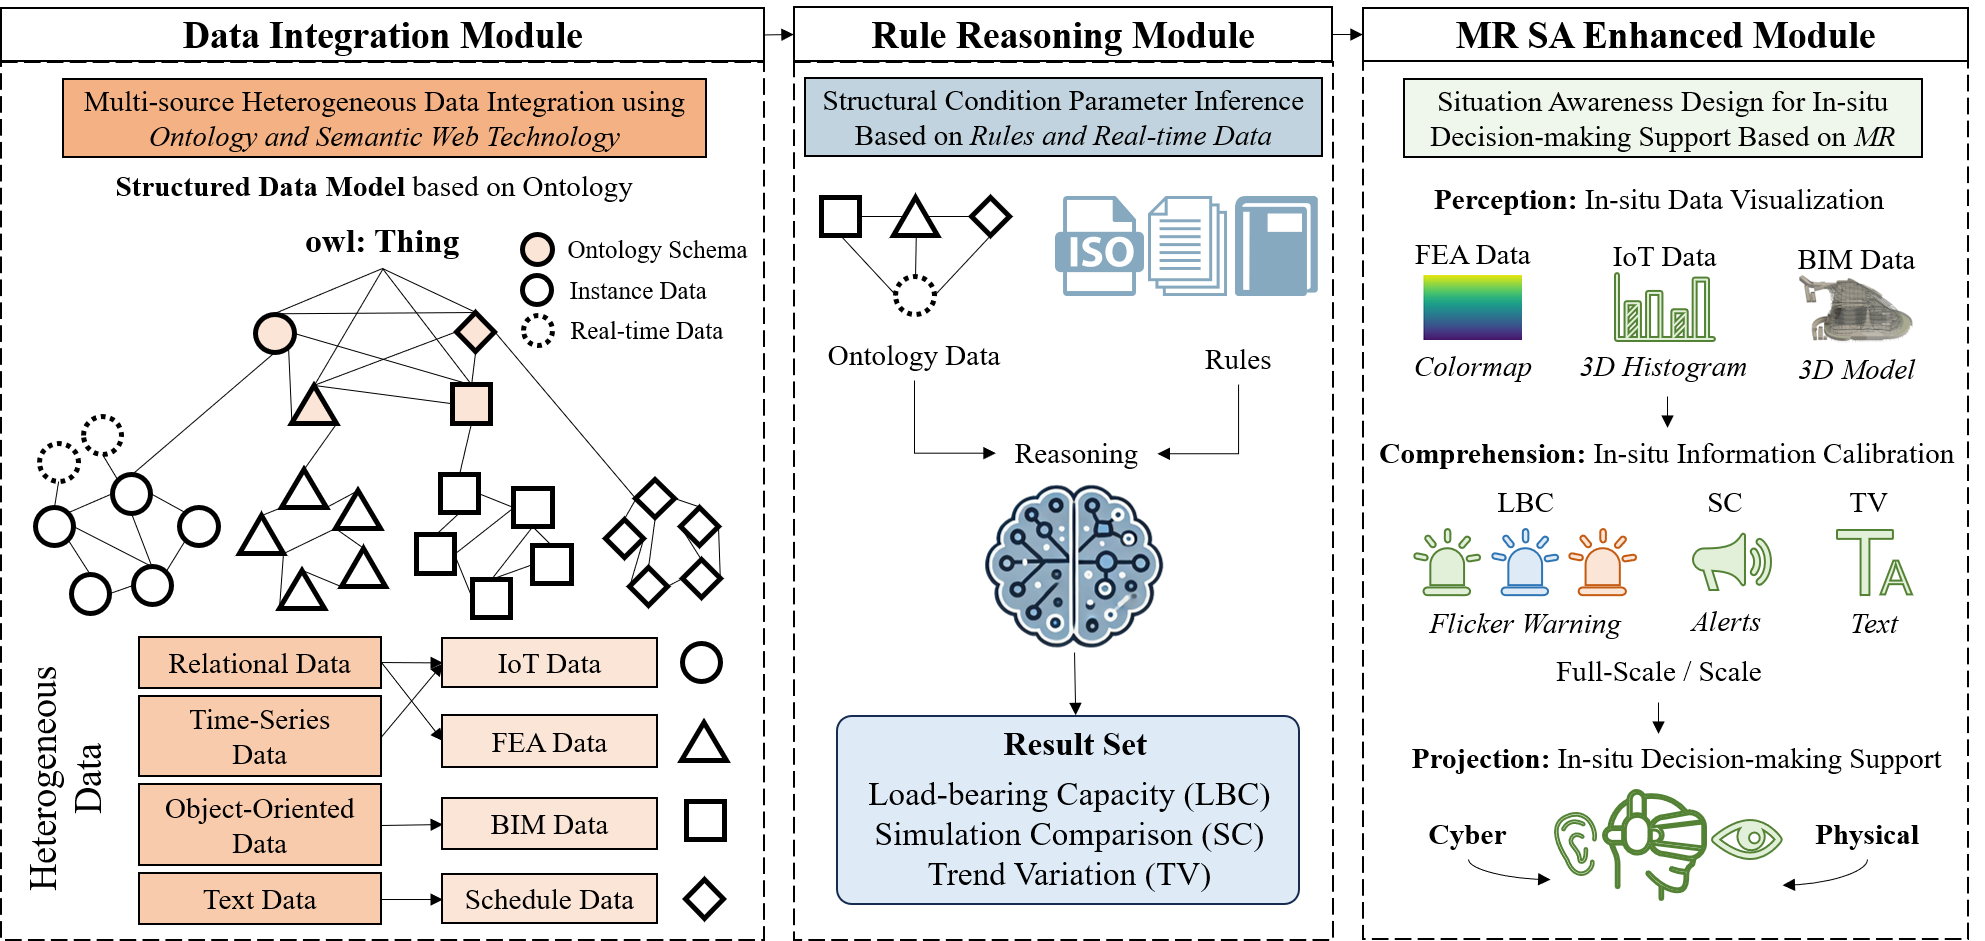 Data Integration Module
Multi-source Heterogeneous Data Integration using
Ontology and Semantic Web Technology
Structured Data Model based on Ontology
owl: Thing
Ontology Schema
Instance Data
Real-time Data
Heterogeneous
Data
Relational Data
Time-Series
Data
Object-Oriented
Data
Text Data
IoT Data
FEA Data
BIM Data
Schedule Data
Rule Reasoning Module
Structural Condition Parameter Inference
Based on Rules and Real-time Data
ISO
Ontology Data
Rules
Reasoning
Result Set
Load-bearing Capacity (LBC)
Simulation Comparison (SC)
Trend Variation (TV)
MR SA Enhanced Module
Situation Awareness Design for In-situ
Decision-making Support Based on MR
Perception: In-situ Data Visualization
FEA Data
IoT Data
BIM Data
Colormap
3D Histogram
3D Model
Comprehension: In-situ Information Calibration
LBC
SC
TV
TA
Flicker Warning
Alerts
Text
Full-Scale / Scale
Projection: In-situ Decision-making Support
Cyber
Physical